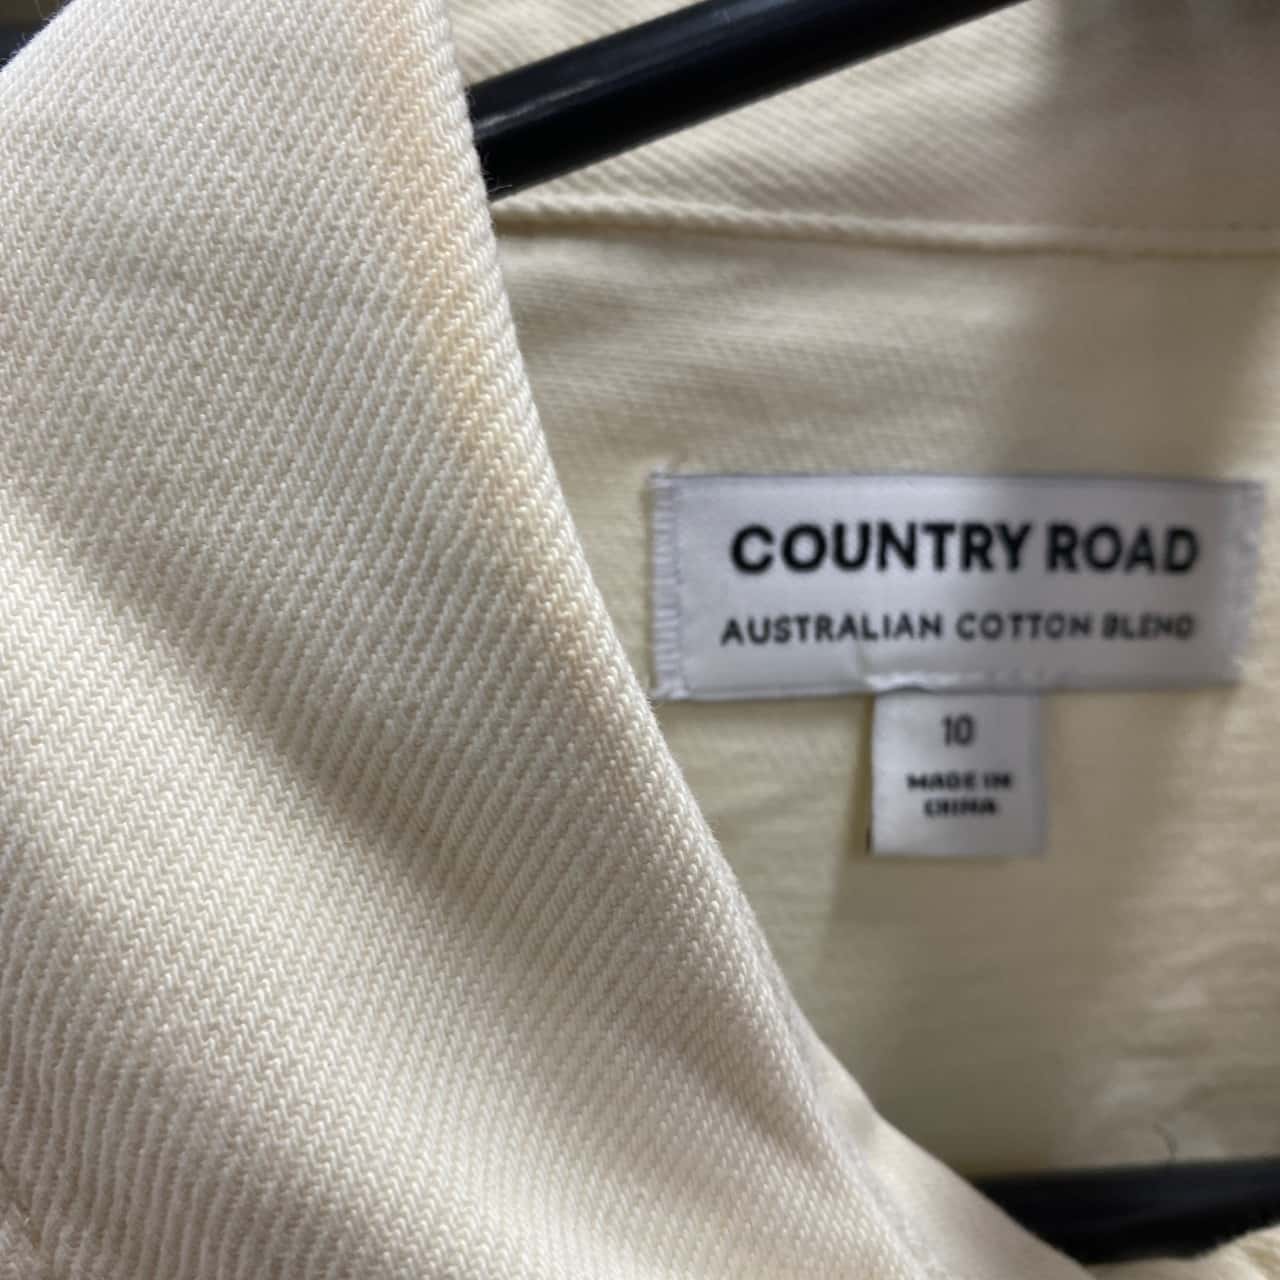 COUNTRY ROAD
AUSTRALIAN COTTON BLEND
10
MADE IN
CHINA